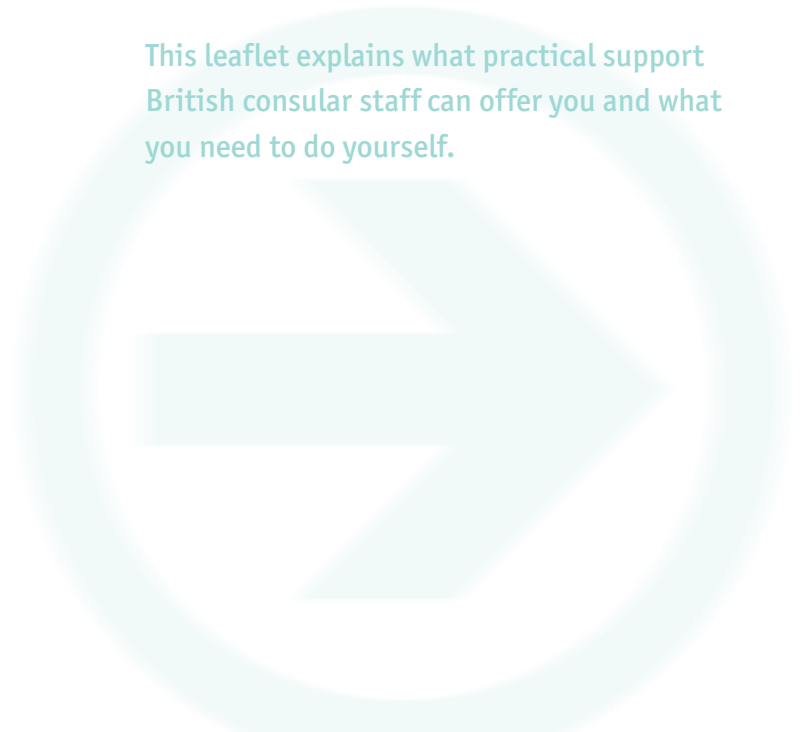 This leaflet explains what practical support
British consular staff can offer you and what
you need to do yourself.